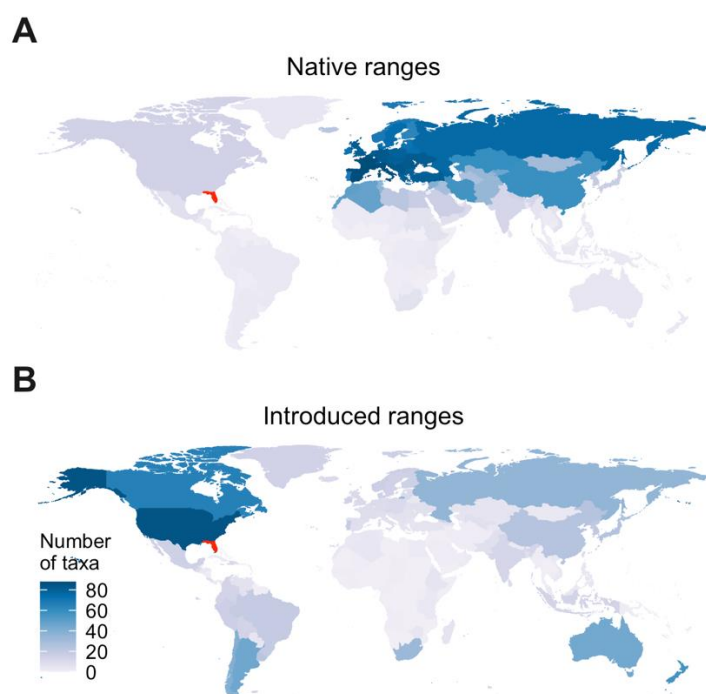 A
Native ranges
B
Introduced ranges
Number
of taxa
80
60
40
20
0